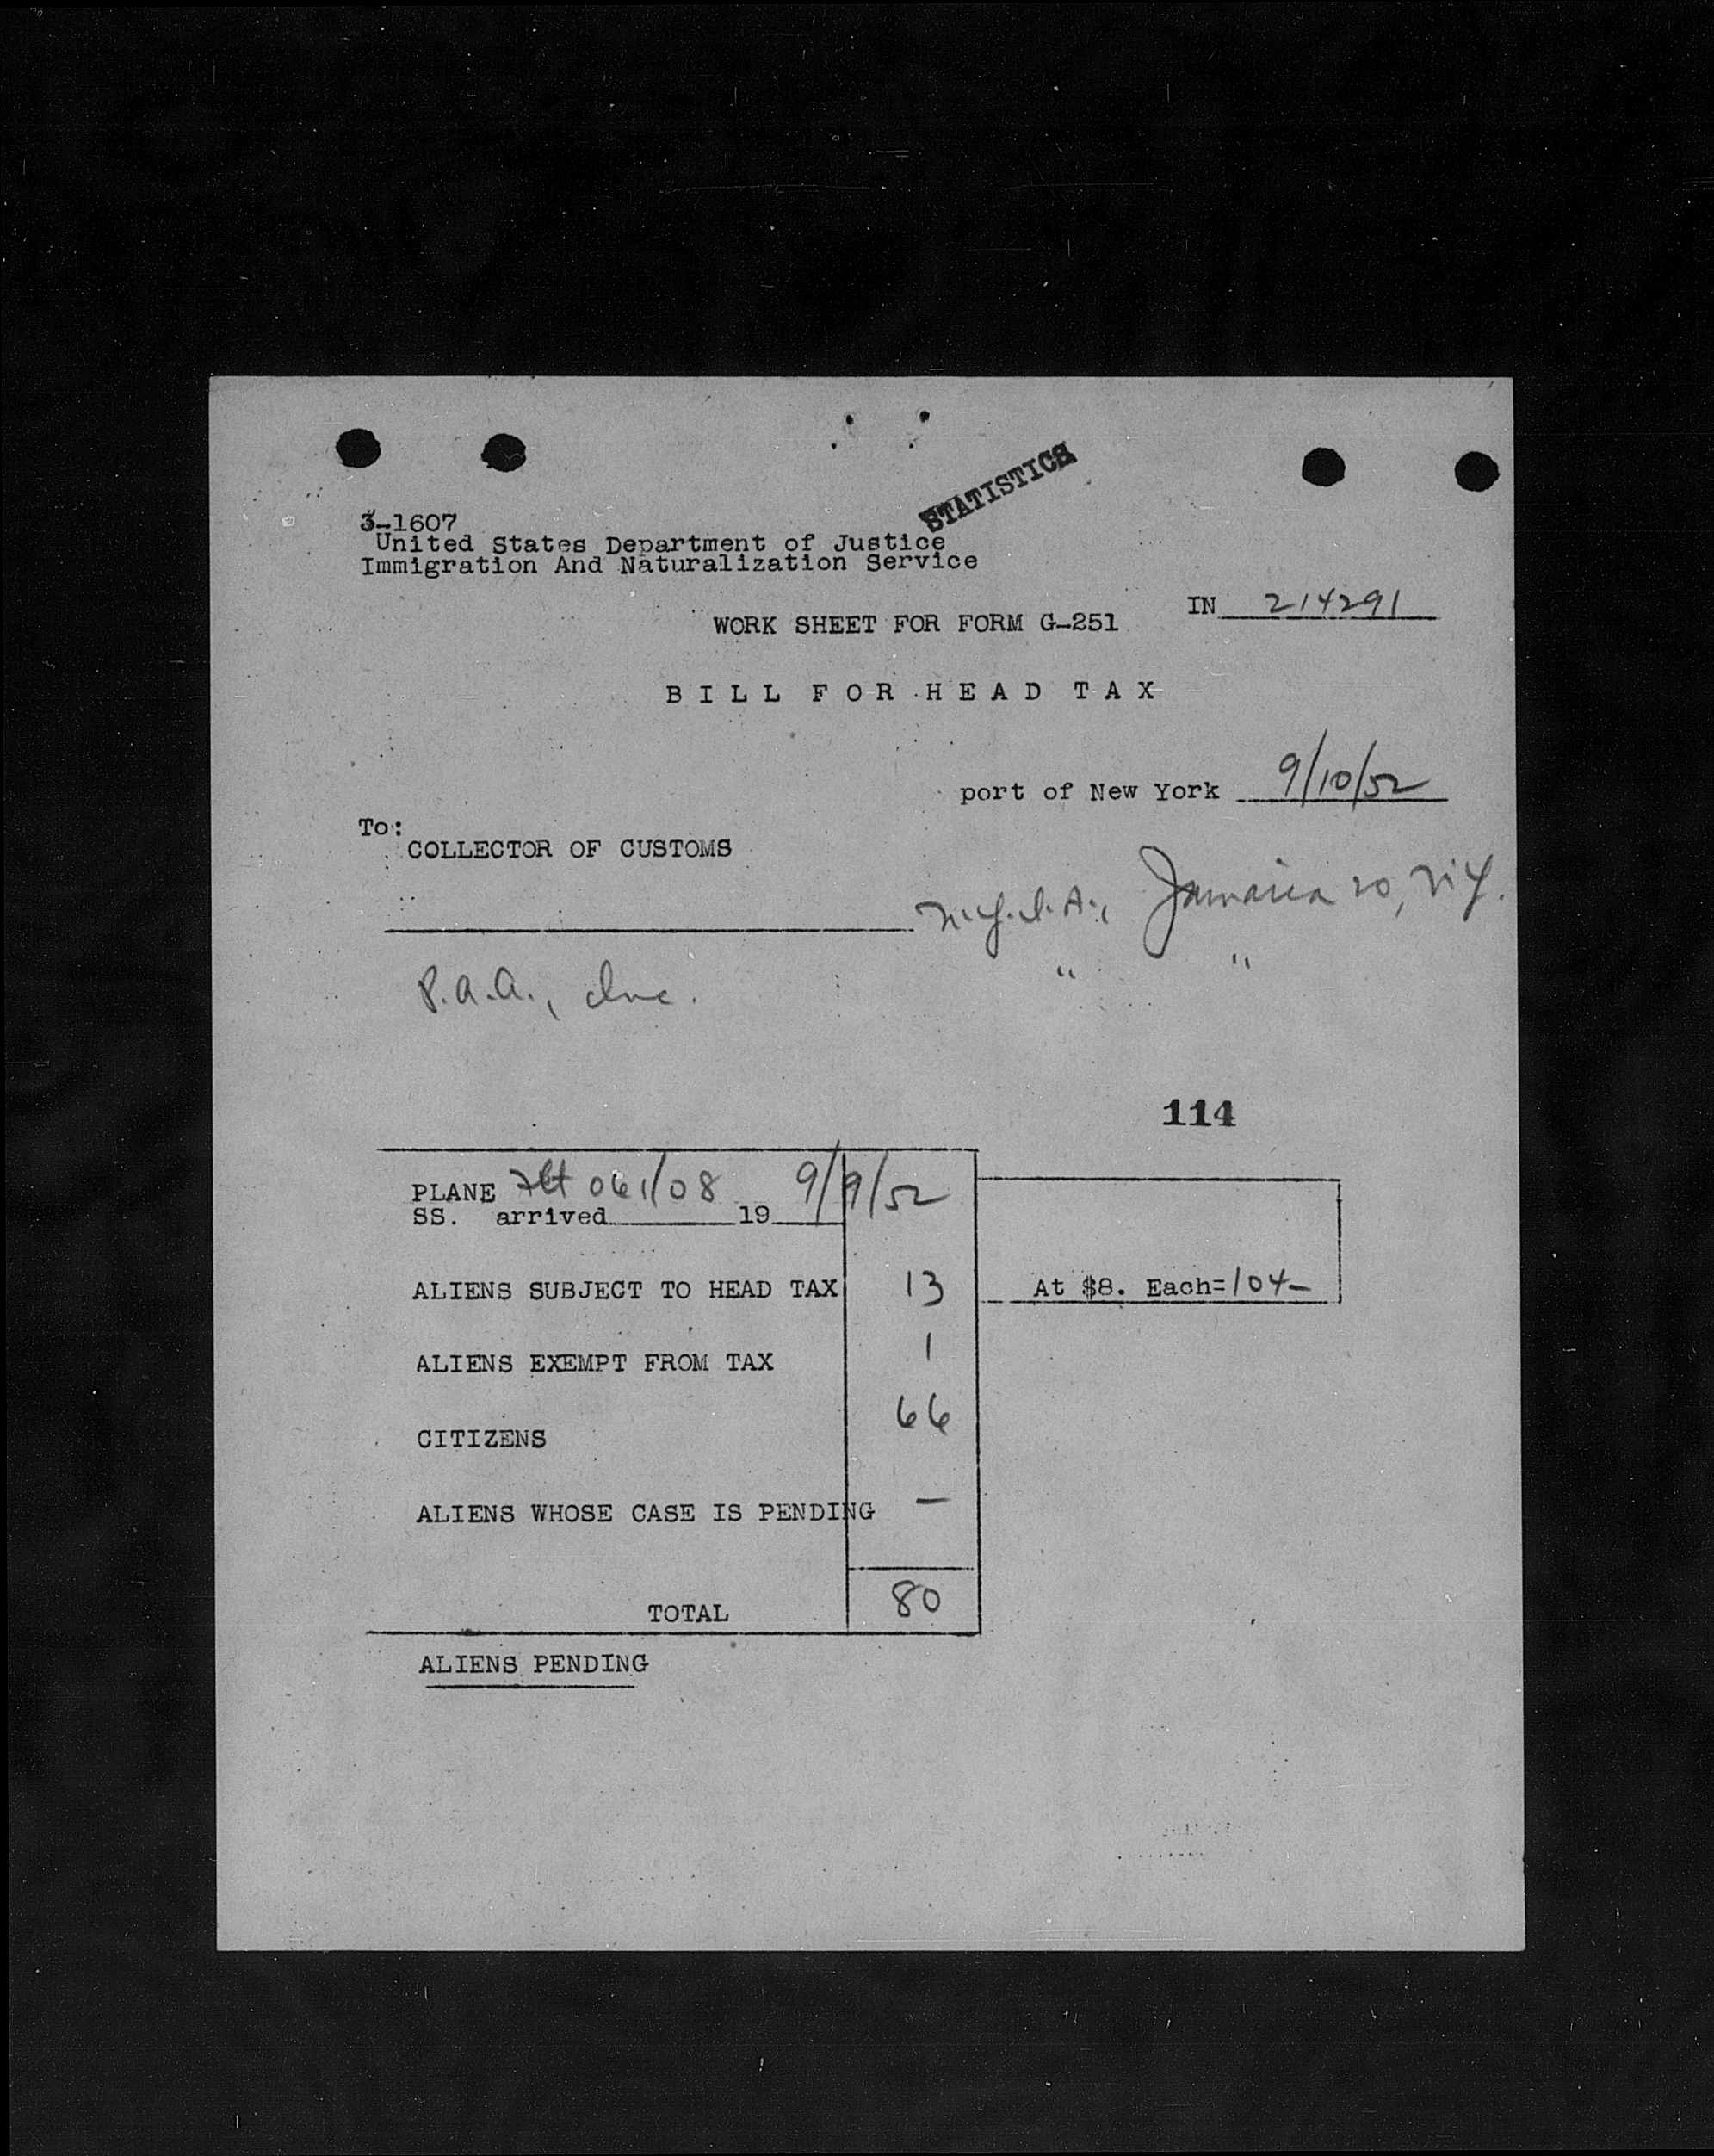 STATISTICS
3-1607
United States Department of Justice
Immigration And Naturalization Service
IN 214291
WORK SHEET FOR FORM G-251
BILL FOR HEAD TAX
port of New York 9/10/52
To:
COLLECTOR OF CUSTOMS
N.Y.I.A., Jamaica 20, N.Y.
P.A.A., Inc. " "
114
PLANE Flt 061/08 9/9/52
SS. arrived 19
ALIENS SUBJECT TO HEAD TAX 13 At $8. Each=104-
ALIENS EXEMPT FROM TAX 1
CITIZENS 66
ALIENS WHOSE CASE IS PENDING —
TOTAL 80
ALIENS PENDING